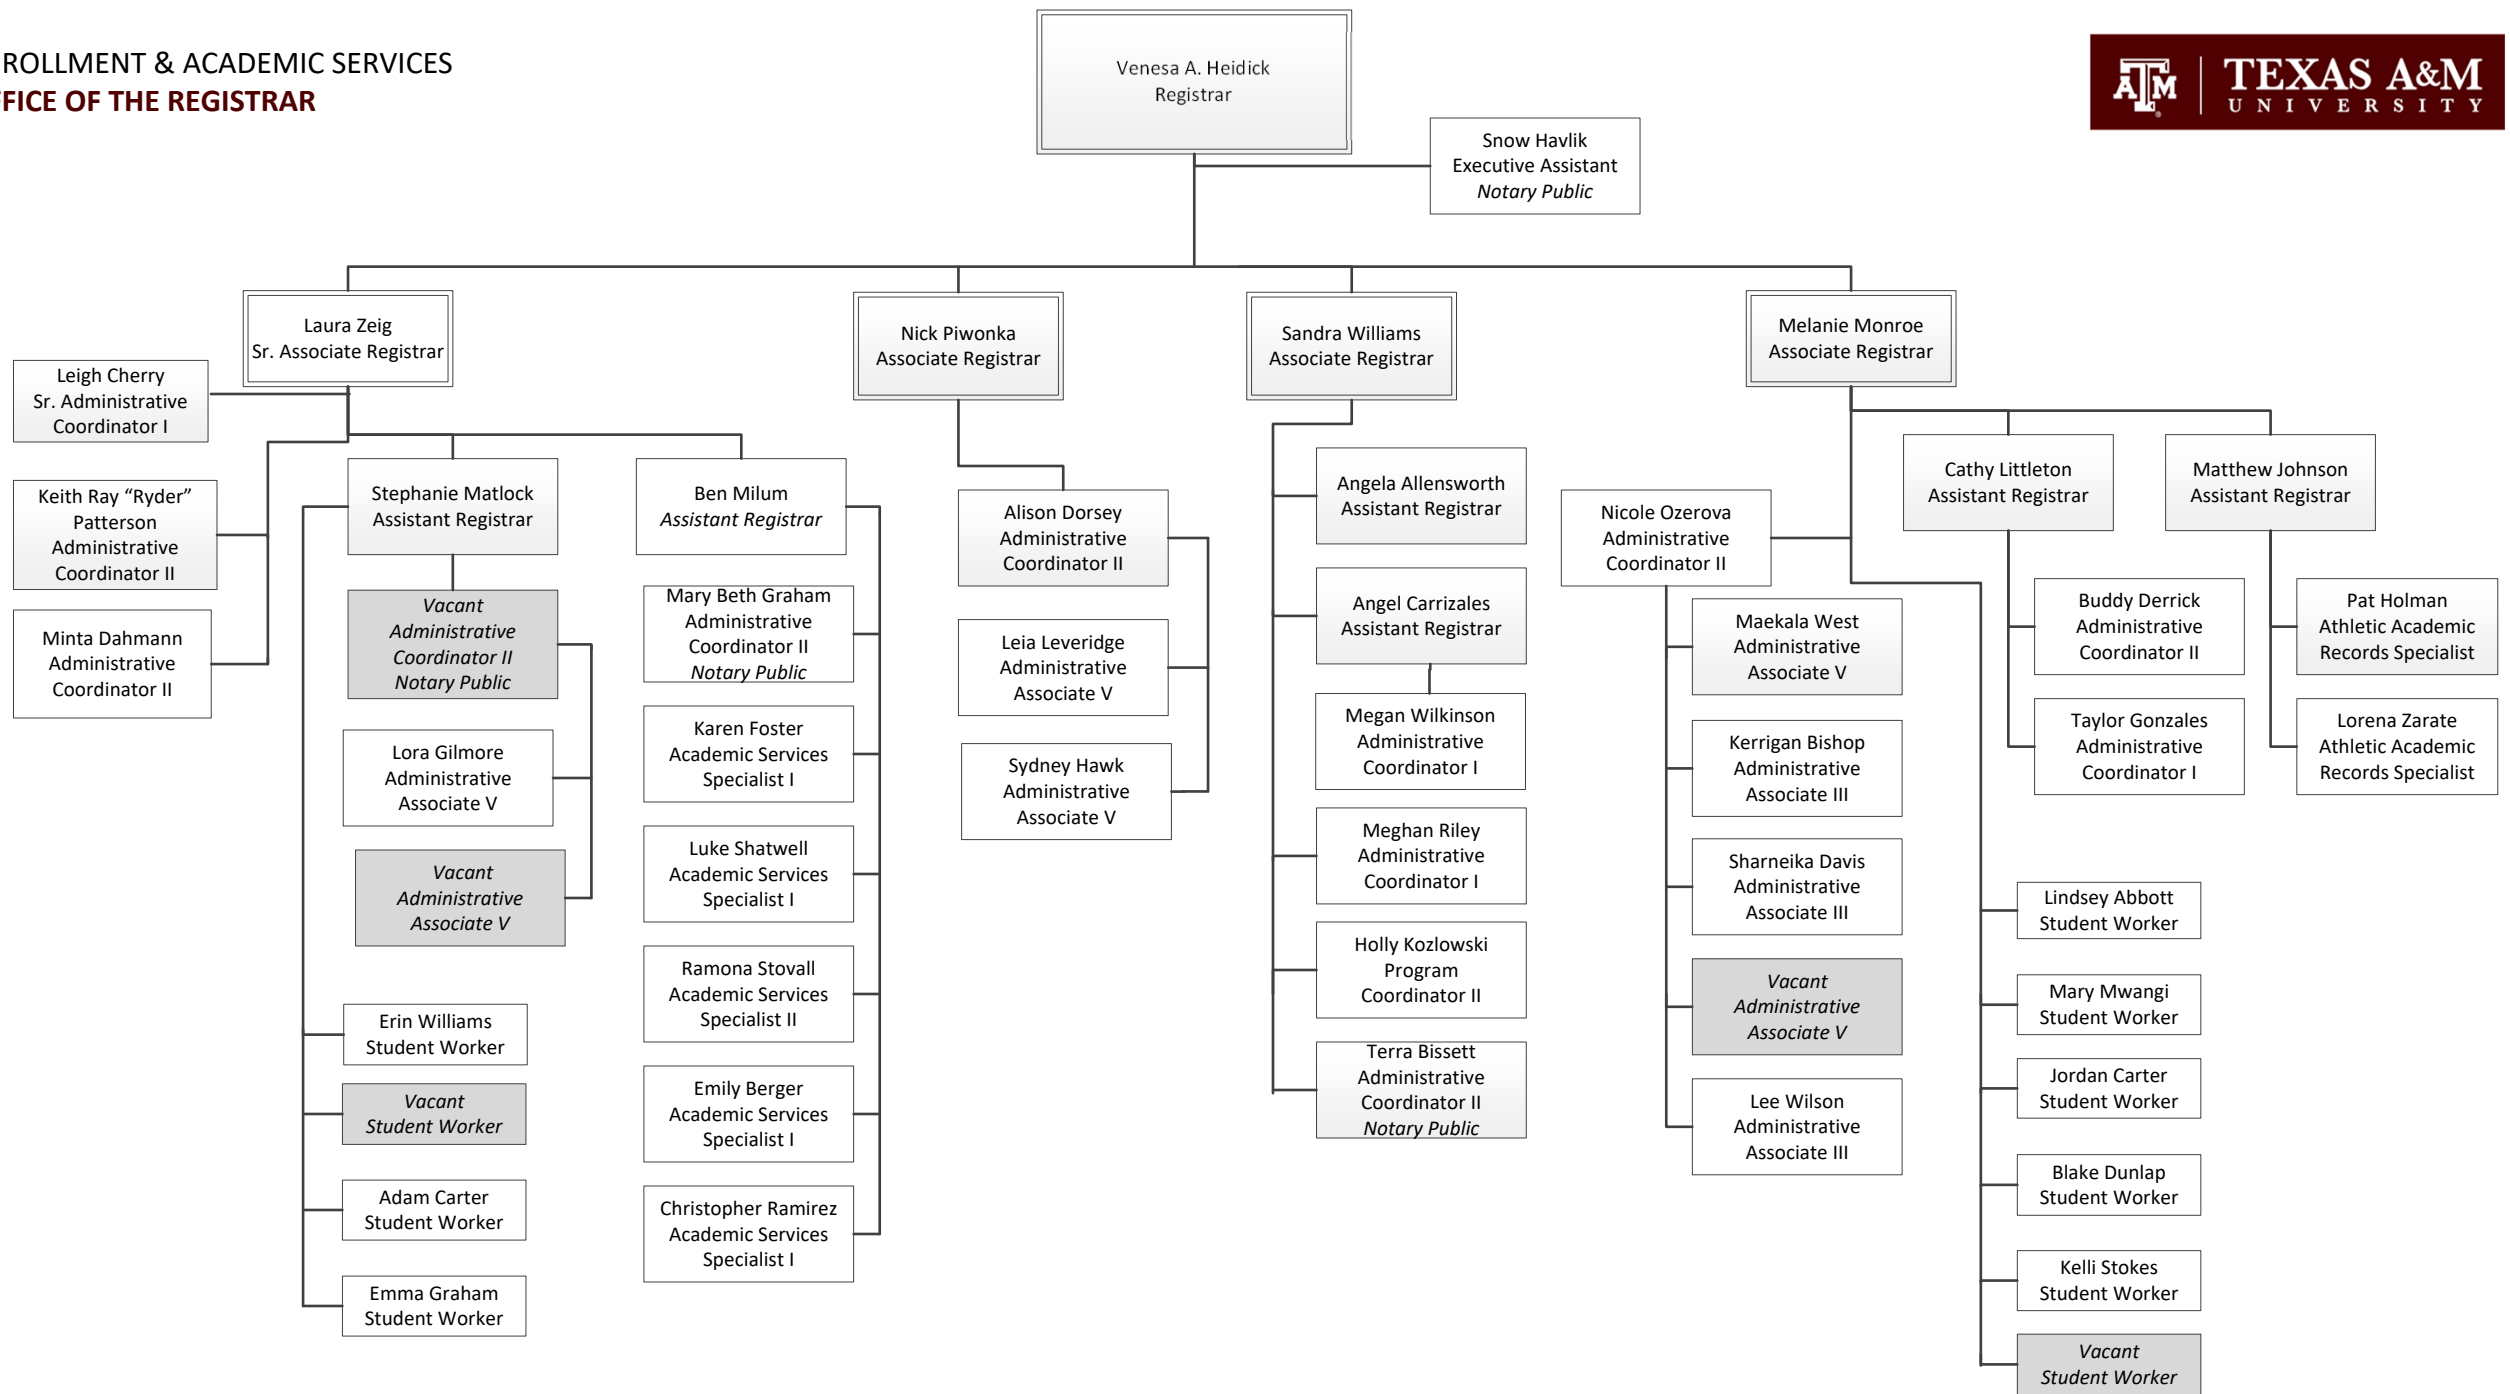 ROLLMENT & ACADEMIC SERVICES
FFICE OF THE REGISTRAR
Venesa A. Heidick
Registrar
ATM
TEXAS A&M
UNIVERSITY
Snow Havlik
Executive Assistant
Notary Public
Laura Zeig
Sr. Associate Registrar
Nick Piwonka
Associate Registrar
Sandra Williams
Associate Registrar
Melanie Monroe
Associate Registrar
Leigh Cherry
Sr. Administrative
Coordinator I
Keith Ray “Ryder”
Patterson
Administrative
Coordinator II
Minta Dahmann
Administrative
Coordinator II
Stephanie Matlock
Assistant Registrar
Vacant
Administrative
Coordinator II
Notary Public
Lora Gilmore
Administrative
Associate V
Vacant
Administrative
Associate V
Erin Williams
Student Worker
Vacant
Student Worker
Adam Carter
Student Worker
Emma Graham
Student Worker
Ben Milum
Assistant Registrar
Mary Beth Graham
Administrative
Coordinator II
Notary Public
Karen Foster
Academic Services
Specialist I
Luke Shatwell
Academic Services
Specialist I
Ramona Stovall
Academic Services
Specialist II
Emily Berger
Academic Services
Specialist I
Christopher Ramirez
Academic Services
Specialist I
Alison Dorsey
Administrative
Coordinator II
Leia Leveridge
Administrative
Associate V
Sydney Hawk
Administrative
Associate V
Angela Allensworth
Assistant Registrar
Angel Carrizales
Assistant Registrar
Megan Wilkinson
Administrative
Coordinator I
Meghan Riley
Administrative
Coordinator I
Holly Kozlowski
Program
Coordinator II
Terra Bissett
Administrative
Coordinator II
Notary Public
Nicole Ozerova
Administrative
Coordinator II
Maekala West
Administrative
Associate V
Kerrigan Bishop
Administrative
Associate III
Sharneika Davis
Administrative
Associate III
Vacant
Administrative
Associate V
Lee Wilson
Administrative
Associate III
Cathy Littleton
Assistant Registrar
Buddy Derrick
Administrative
Coordinator II
Taylor Gonzales
Administrative
Coordinator I
Matthew Johnson
Assistant Registrar
Pat Holman
Athletic Academic
Records Specialist
Lorena Zarate
Athletic Academic
Records Specialist
Lindsey Abbott
Student Worker
Mary Mwangi
Student Worker
Jordan Carter
Student Worker
Blake Dunlap
Student Worker
Kelli Stokes
Student Worker
Vacant
Student Worker